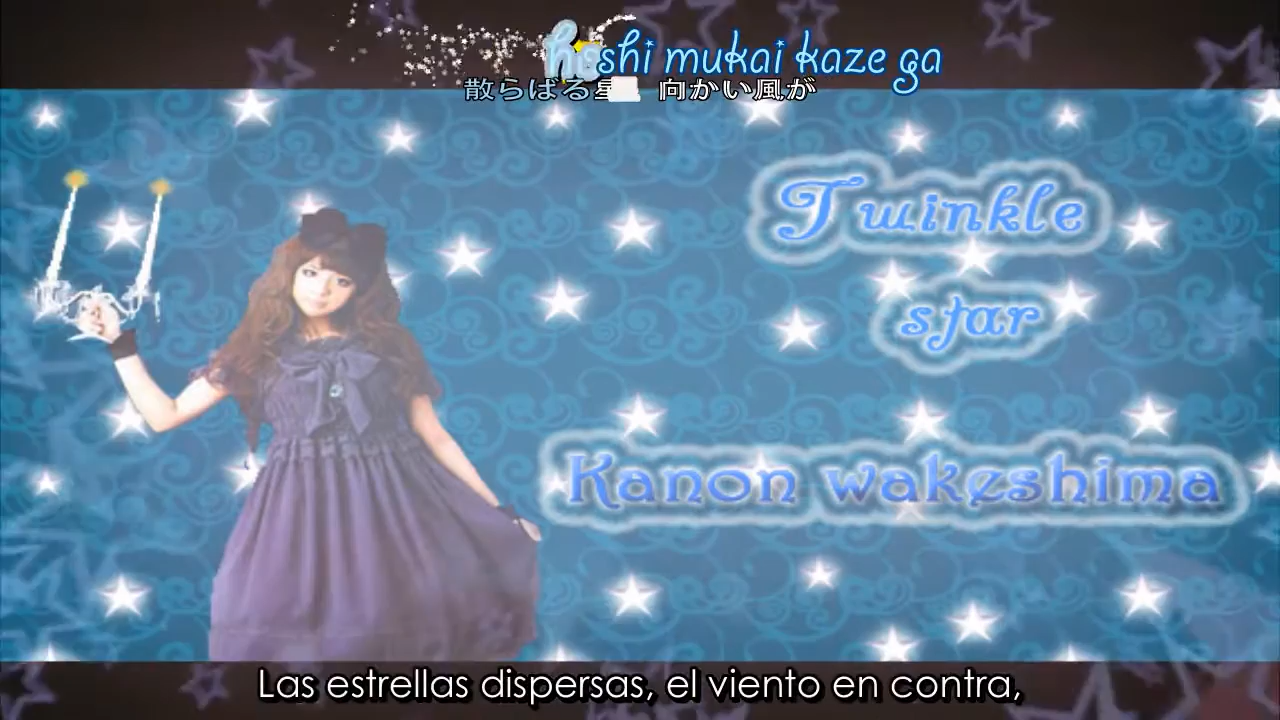 hoshi mukai kaze ga
散らばる星 向かい風が
Twinkle
star
Kanon wakeshima
Las estrellas dispersas, el viento en contra,